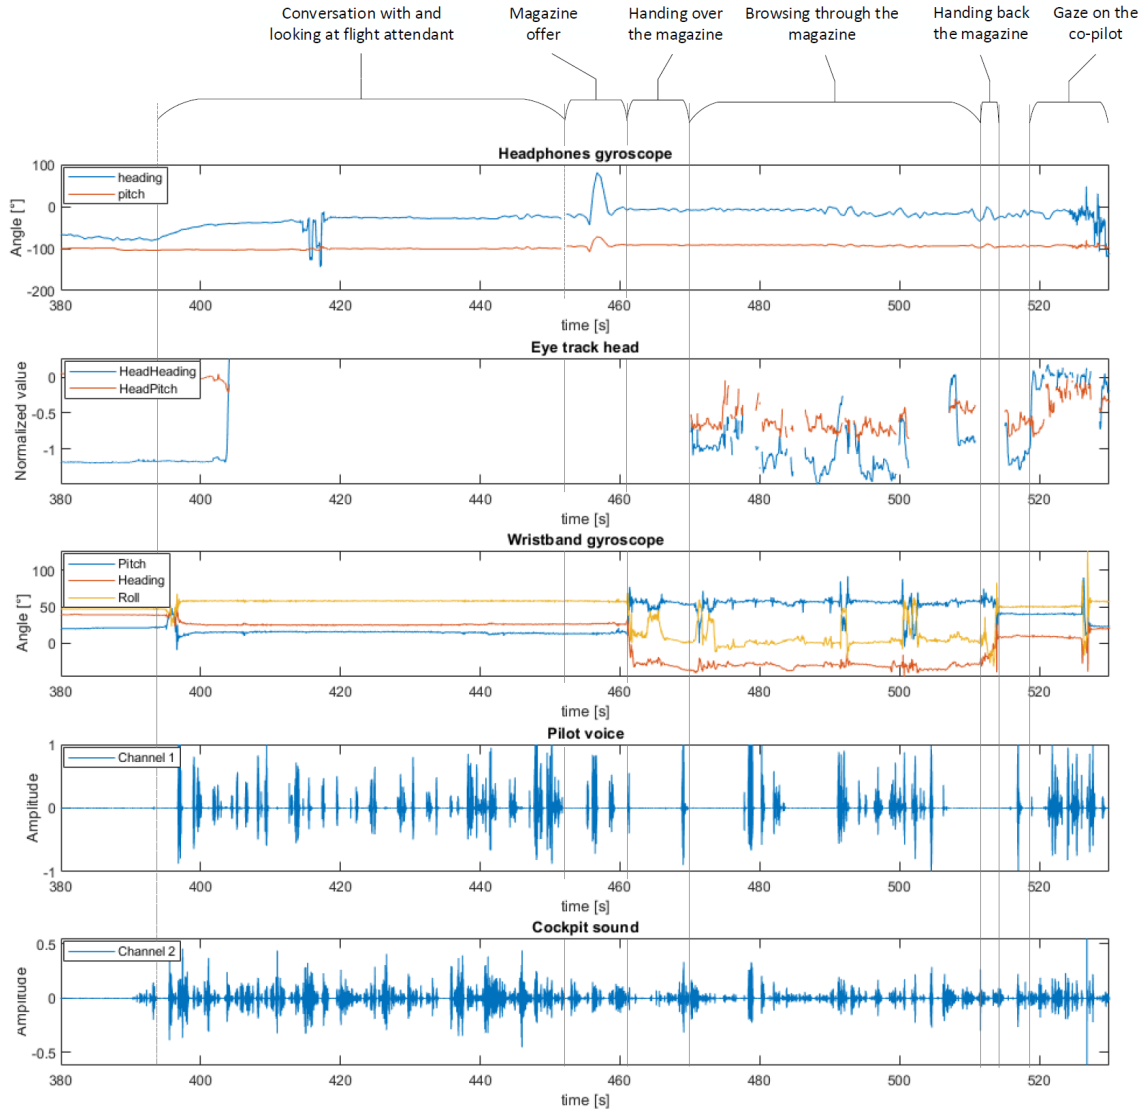 Conversation with and
looking at flight attendant
Magazine
offer
Handing over
the magazine
Browsing through the
magazine
Handing back
the magazine
Gaze on the
co-pilot
Headphones gyroscope
heading
pitch
Angle [°]
100
0
-100
-200
380 400 420 440 460 480 500 520
time [s]
Eye track head
HeadHeading
HeadPitch
Normalized value
0
-0.5
-1
380 400 420 440 460 480 500 520
time [s]
Wristband gyroscope
Pitch
Heading
Roll
Angle [°]
100
50
0
380 400 420 440 460 480 500 520
time [s]
Pilot voice
Channel 1
Amplitude
1
0
-1
380 400 420 440 460 480 500 520
time [s]
Cockpit sound
Channel 2
Amplitude
0.5
0
-0.5
380 400 420 440 460 480 500 520
time [s]